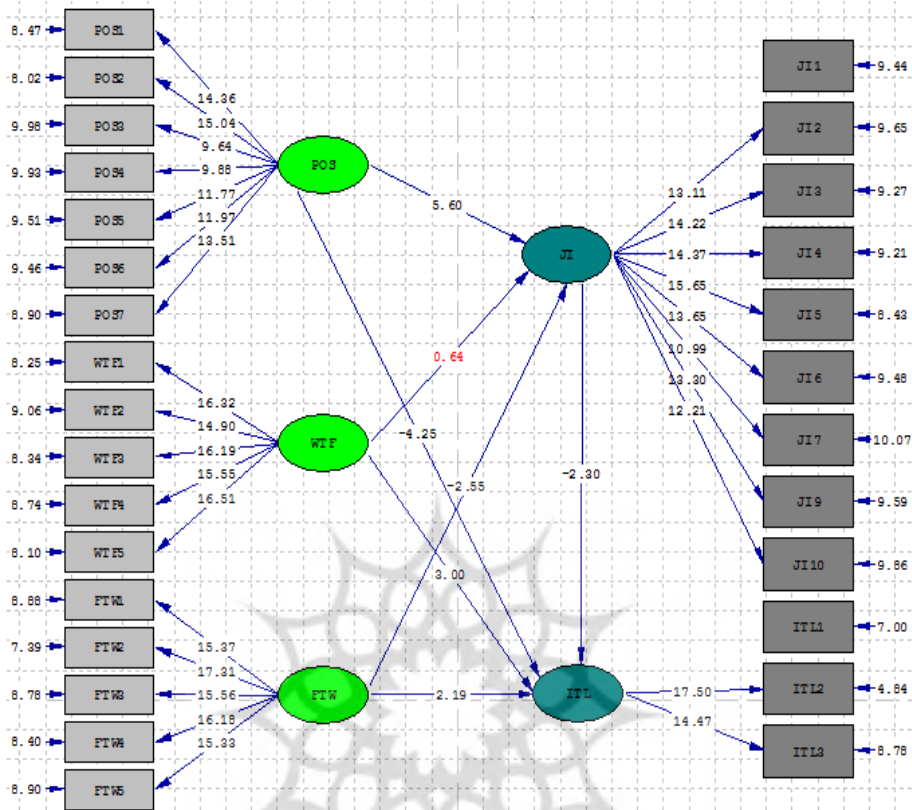 8.47 POS1
8.02 POS2
9.98 POS3
9.93 POS4
9.51 POS5
9.46 POS6
8.90 POS7
8.25 WTF1
9.06 WTF2
8.34 WTF3
8.74 WTF4
8.10 WTF5
8.88 FTW1
7.39 FTW2
8.78 FTW3
8.40 FTW4
8.90 FTW5
14.36
15.04
9.64
9.88
11.77
11.97
13.51
16.32
14.90
16.19
15.55
16.51
15.37
17.31
15.56
16.18
15.33
POS
WTF
FTW
5.60
0.64
-4.25
-2.55
3.00
2.19
-2.30
JI
ITL
13.11
14.22
14.37
15.65
13.65
10.99
13.30
12.21
17.50
14.47
JI1 9.44
JI2 9.65
JI3 9.27
JI4 9.21
JI5 8.43
JI6 9.48
JI7 10.07
JI9 9.59
JI10 9.86
ITL1 7.00
ITL2 4.84
ITL3 8.78